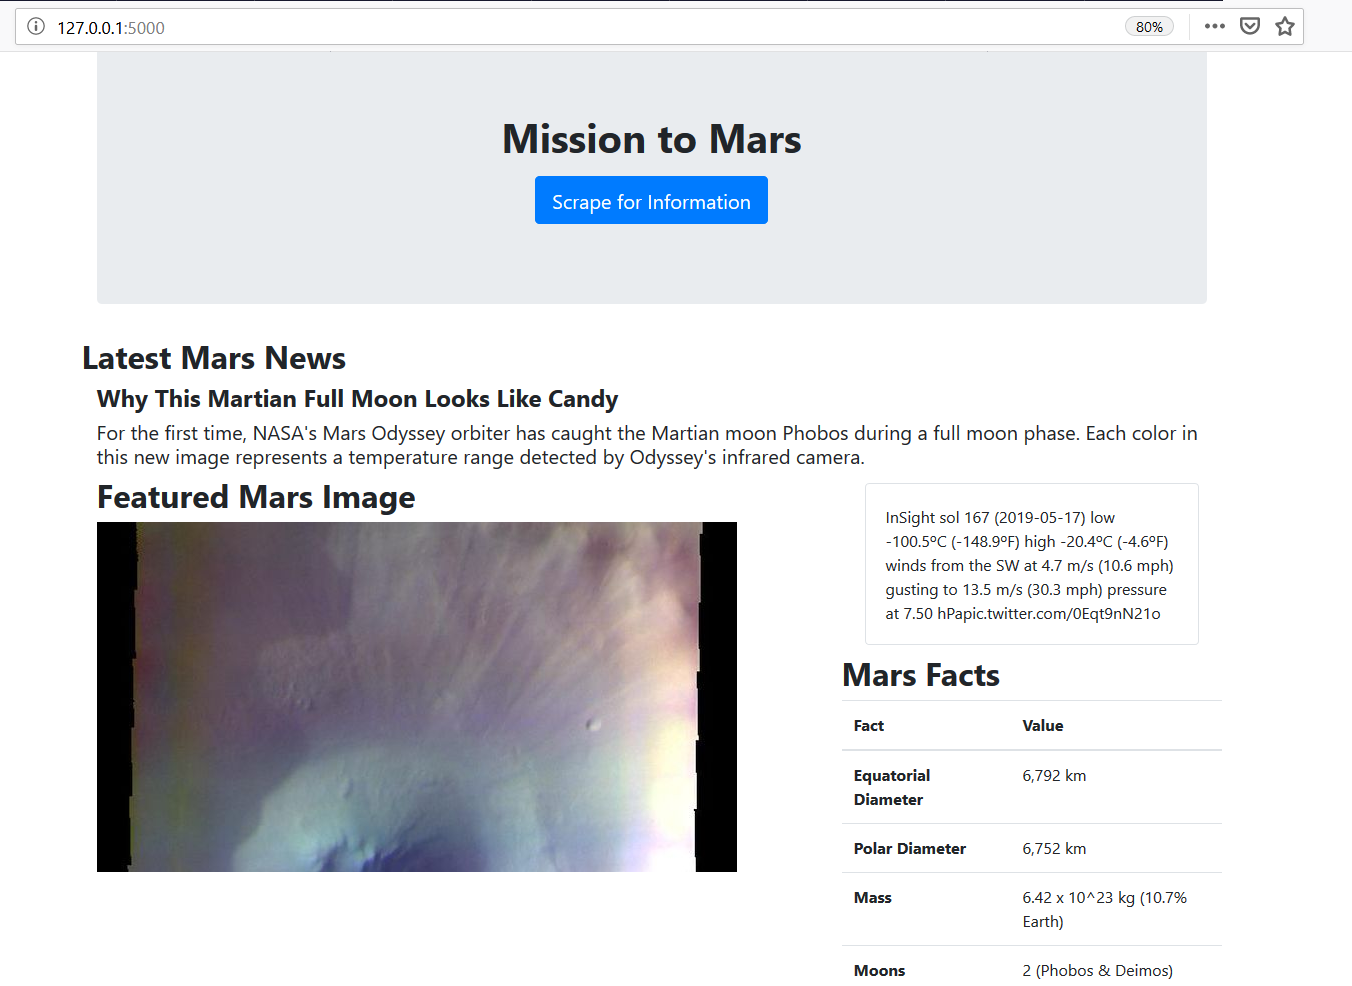 127.0.0.1:5000
80%
Mission to Mars
Scrape for Information
Latest Mars News
Why This Martian Full Moon Looks Like Candy
For the first time, NASA's Mars Odyssey orbiter has caught the Martian moon Phobos during a full moon phase. Each color in
this new image represents a temperature range detected by Odyssey's infrared camera.
Featured Mars Image
InSight sol 167 (2019-05-17) low
-100.5ºC (-148.9ºF) high -20.4ºC (-4.6ºF)
winds from the SW at 4.7 m/s (10.6 mph)
gusting to 13.5 m/s (30.3 mph) pressure
at 7.50 hPapic.twitter.com/0Eqt9nN21o
Mars Facts
Fact Value
Equatorial 6,792 km
Diameter
Polar Diameter 6,752 km
Mass 6.42 x 10^23 kg (10.7%
Earth)
Moons 2 (Phobos & Deimos)